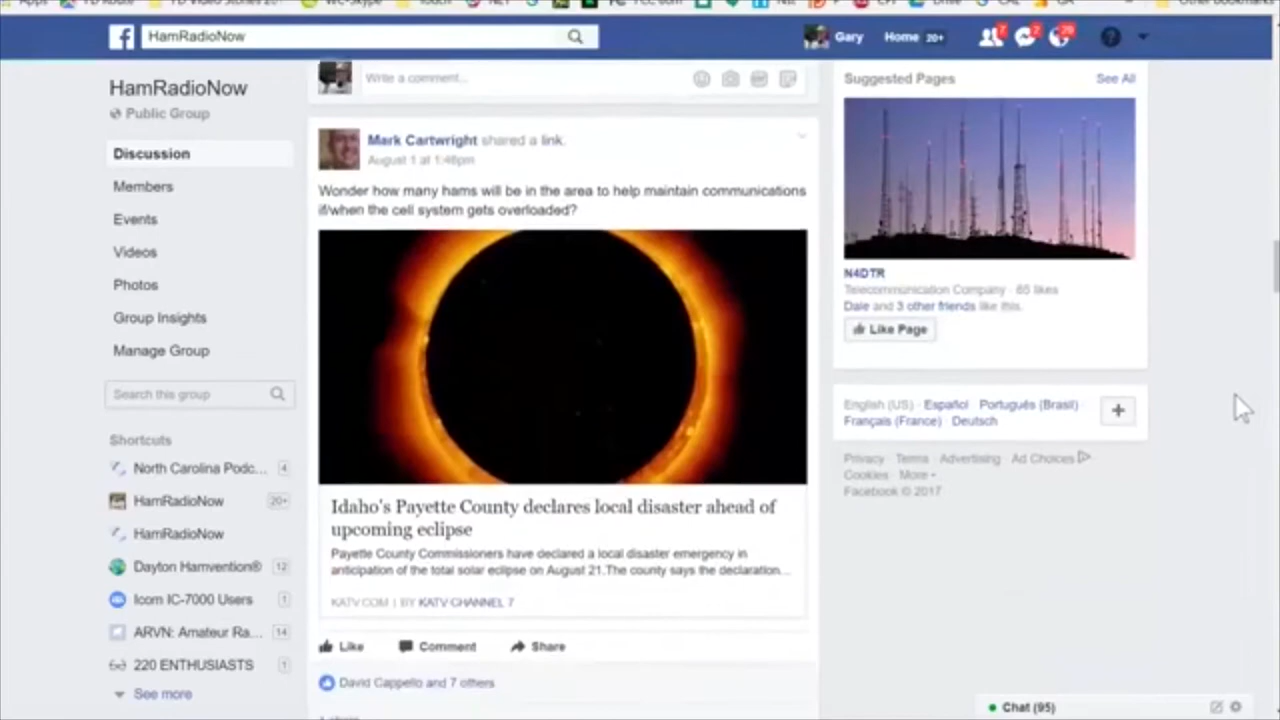 Apps
Other bookmarks
HamRadioNow
Gary
Home 20+
7
2
HamRadioNow
Public Group
Discussion
Members
Events
Videos
Photos
Group Insights
Manage Group
Search this group
Shortcuts
North Carolina Podc... 4
HamRadioNow 20+
HamRadioNow
Dayton Hamvention® 12
Icom IC-7000 Users 1
ARVN: Amateur Ra... 14
220 ENTHUSIASTS 1
See more
Write a comment...
Mark Cartwright shared a link.
August 1 at 1:46pm
Wonder how many hams will be in the area to help maintain communications
if/when the cell system gets overloaded?
Idaho's Payette County declares local disaster ahead of
upcoming eclipse
Payette County Commissioners have declared a local disaster emergency in
anticipation of the total solar eclipse on August 21.The county says the declaration...
KATV.COM | BY KATV CHANNEL 7
Like Comment Share
David Cappello and 7 others
Suggested Pages See All
N4DTR
Telecommunication Company · 65 likes
Dale and 3 other friends like this.
Like Page
English (US) · Español · Português (Brasil) ·
Français (France) · Deutsch
Privacy · Terms · Advertising · Ad Choices
Cookies · More
Facebook © 2017
Chat (95)